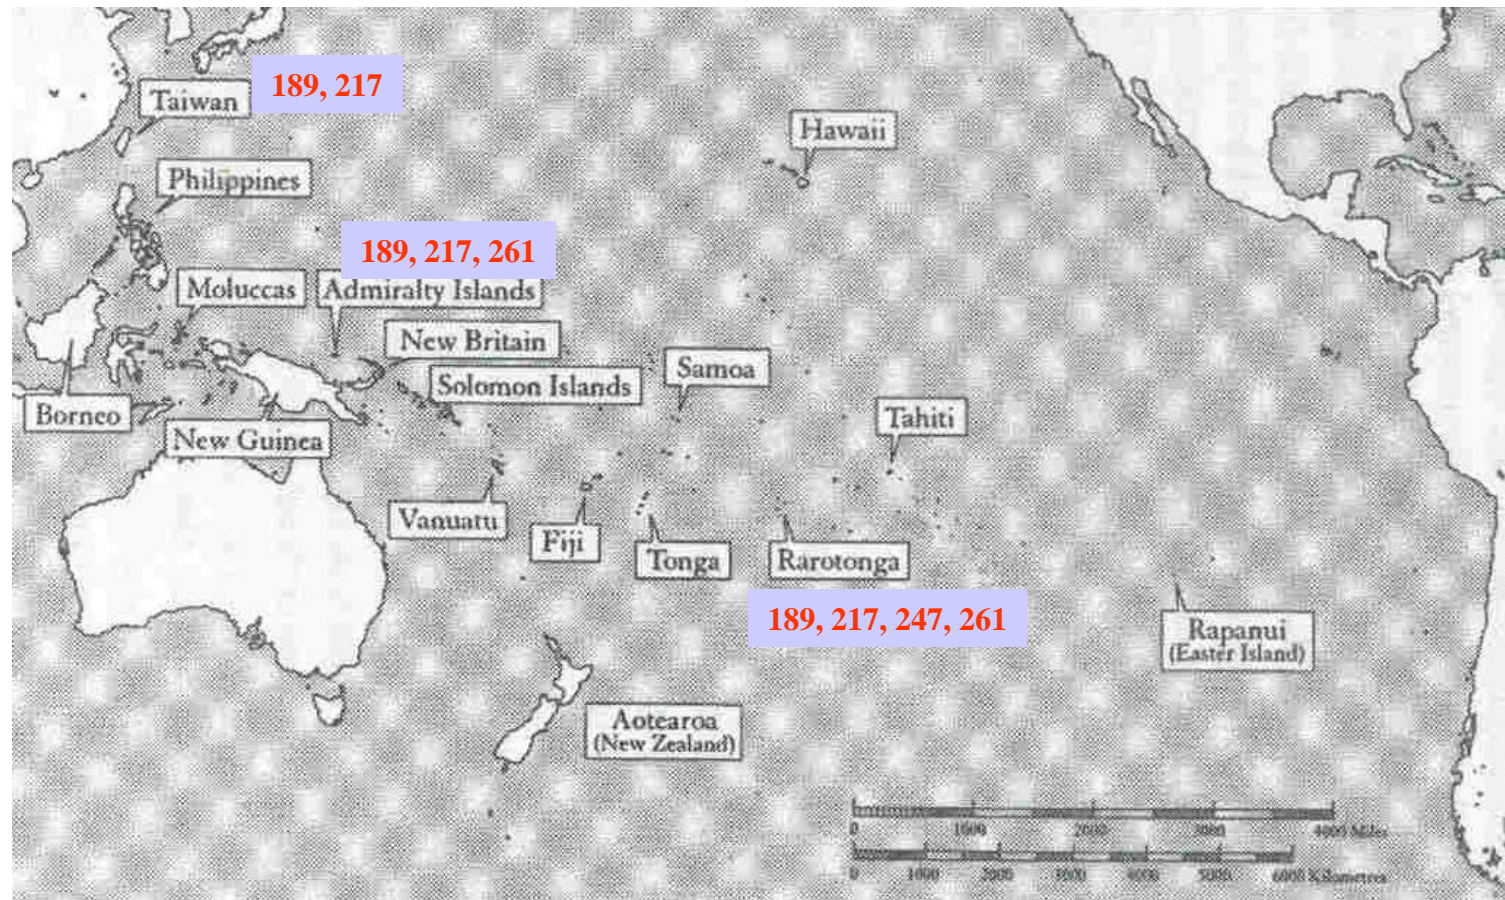 189, 217
Taiwan
Hawaii
Philippines
189, 217, 261
Moluccas
Admiralty Islands
New Britain
Samoa
Solomon Islands
Borneo
Tahiti
New Guinea
Vanuatu
Fiji
Tonga
Rarotonga
189, 217, 247, 261
Rapanui
(Easter Island)
Aotearoa
(New Zealand)
0 1000 2000 3000 4000 Miles
0 1000 2000 3000 4000 5000 6000 Kilometres